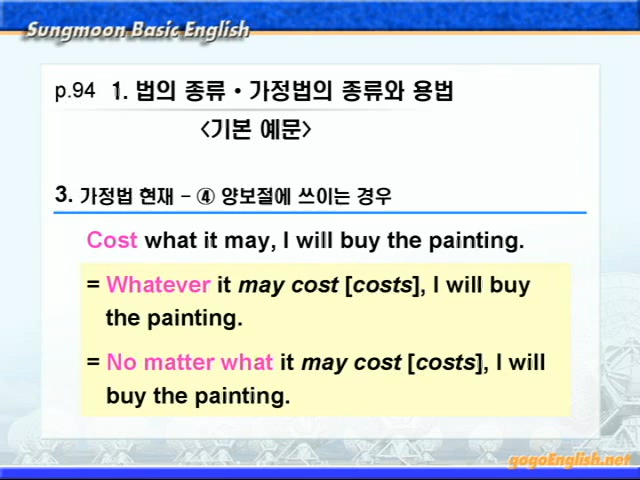 Sungmoon Basic English
p.94 1. 법의 종류 • 가정법의 종류와 용법
<기본 예문>
3. 가정법 현재 - ④ 양보절에 쓰이는 경우
Cost what it may, I will buy the painting.
= Whatever it may cost [costs], I will buy
the painting.
= No matter what it may cost [costs], I will
buy the painting.
gogoEnglish.net